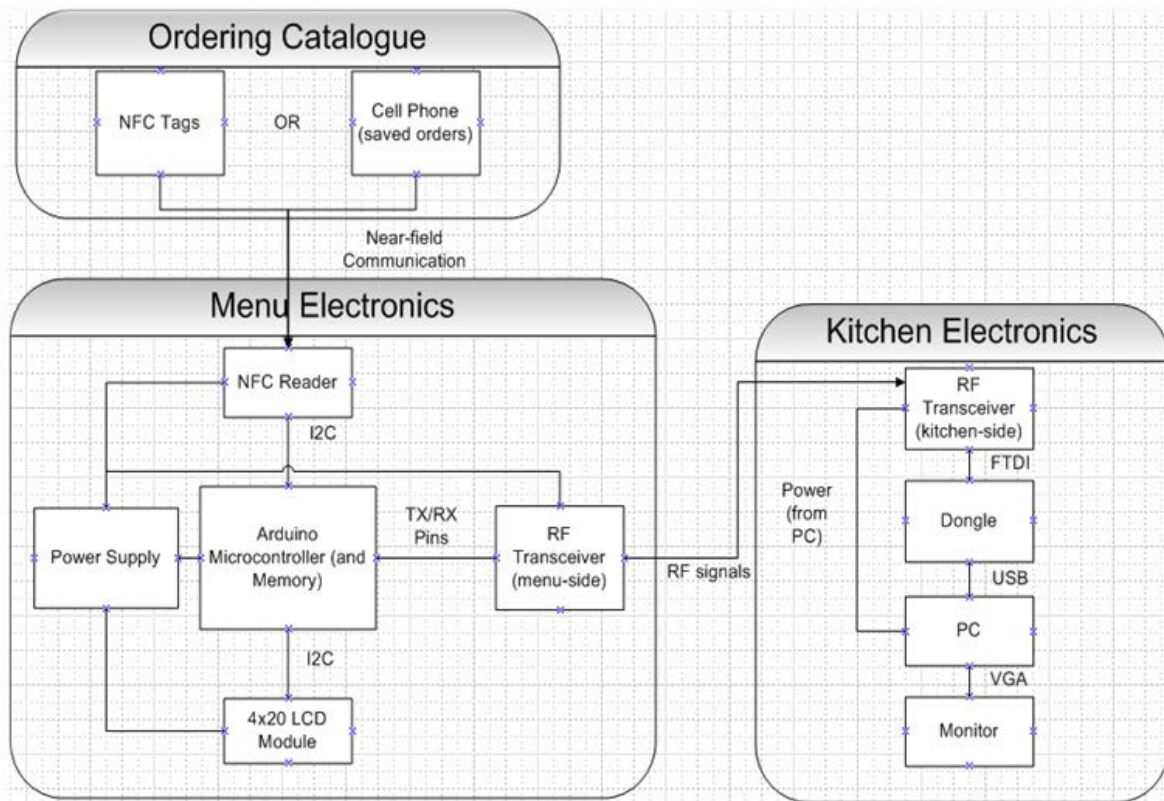 Ordering Catalogue
NFC Tags
OR
Cell Phone
(saved orders)
Near-field
Communication
Menu Electronics
NFC Reader
I2C
Power Supply
Arduino
Microcontroller (and
Memory)
TX/RX
Pins
RF
Transceiver
(menu-side)
RF signals
I2C
4x20 LCD
Module
Kitchen Electronics
RF
Transceiver
(kitchen-side)
FTDI
Power
(from
PC)
Dongle
USB
PC
VGA
Monitor